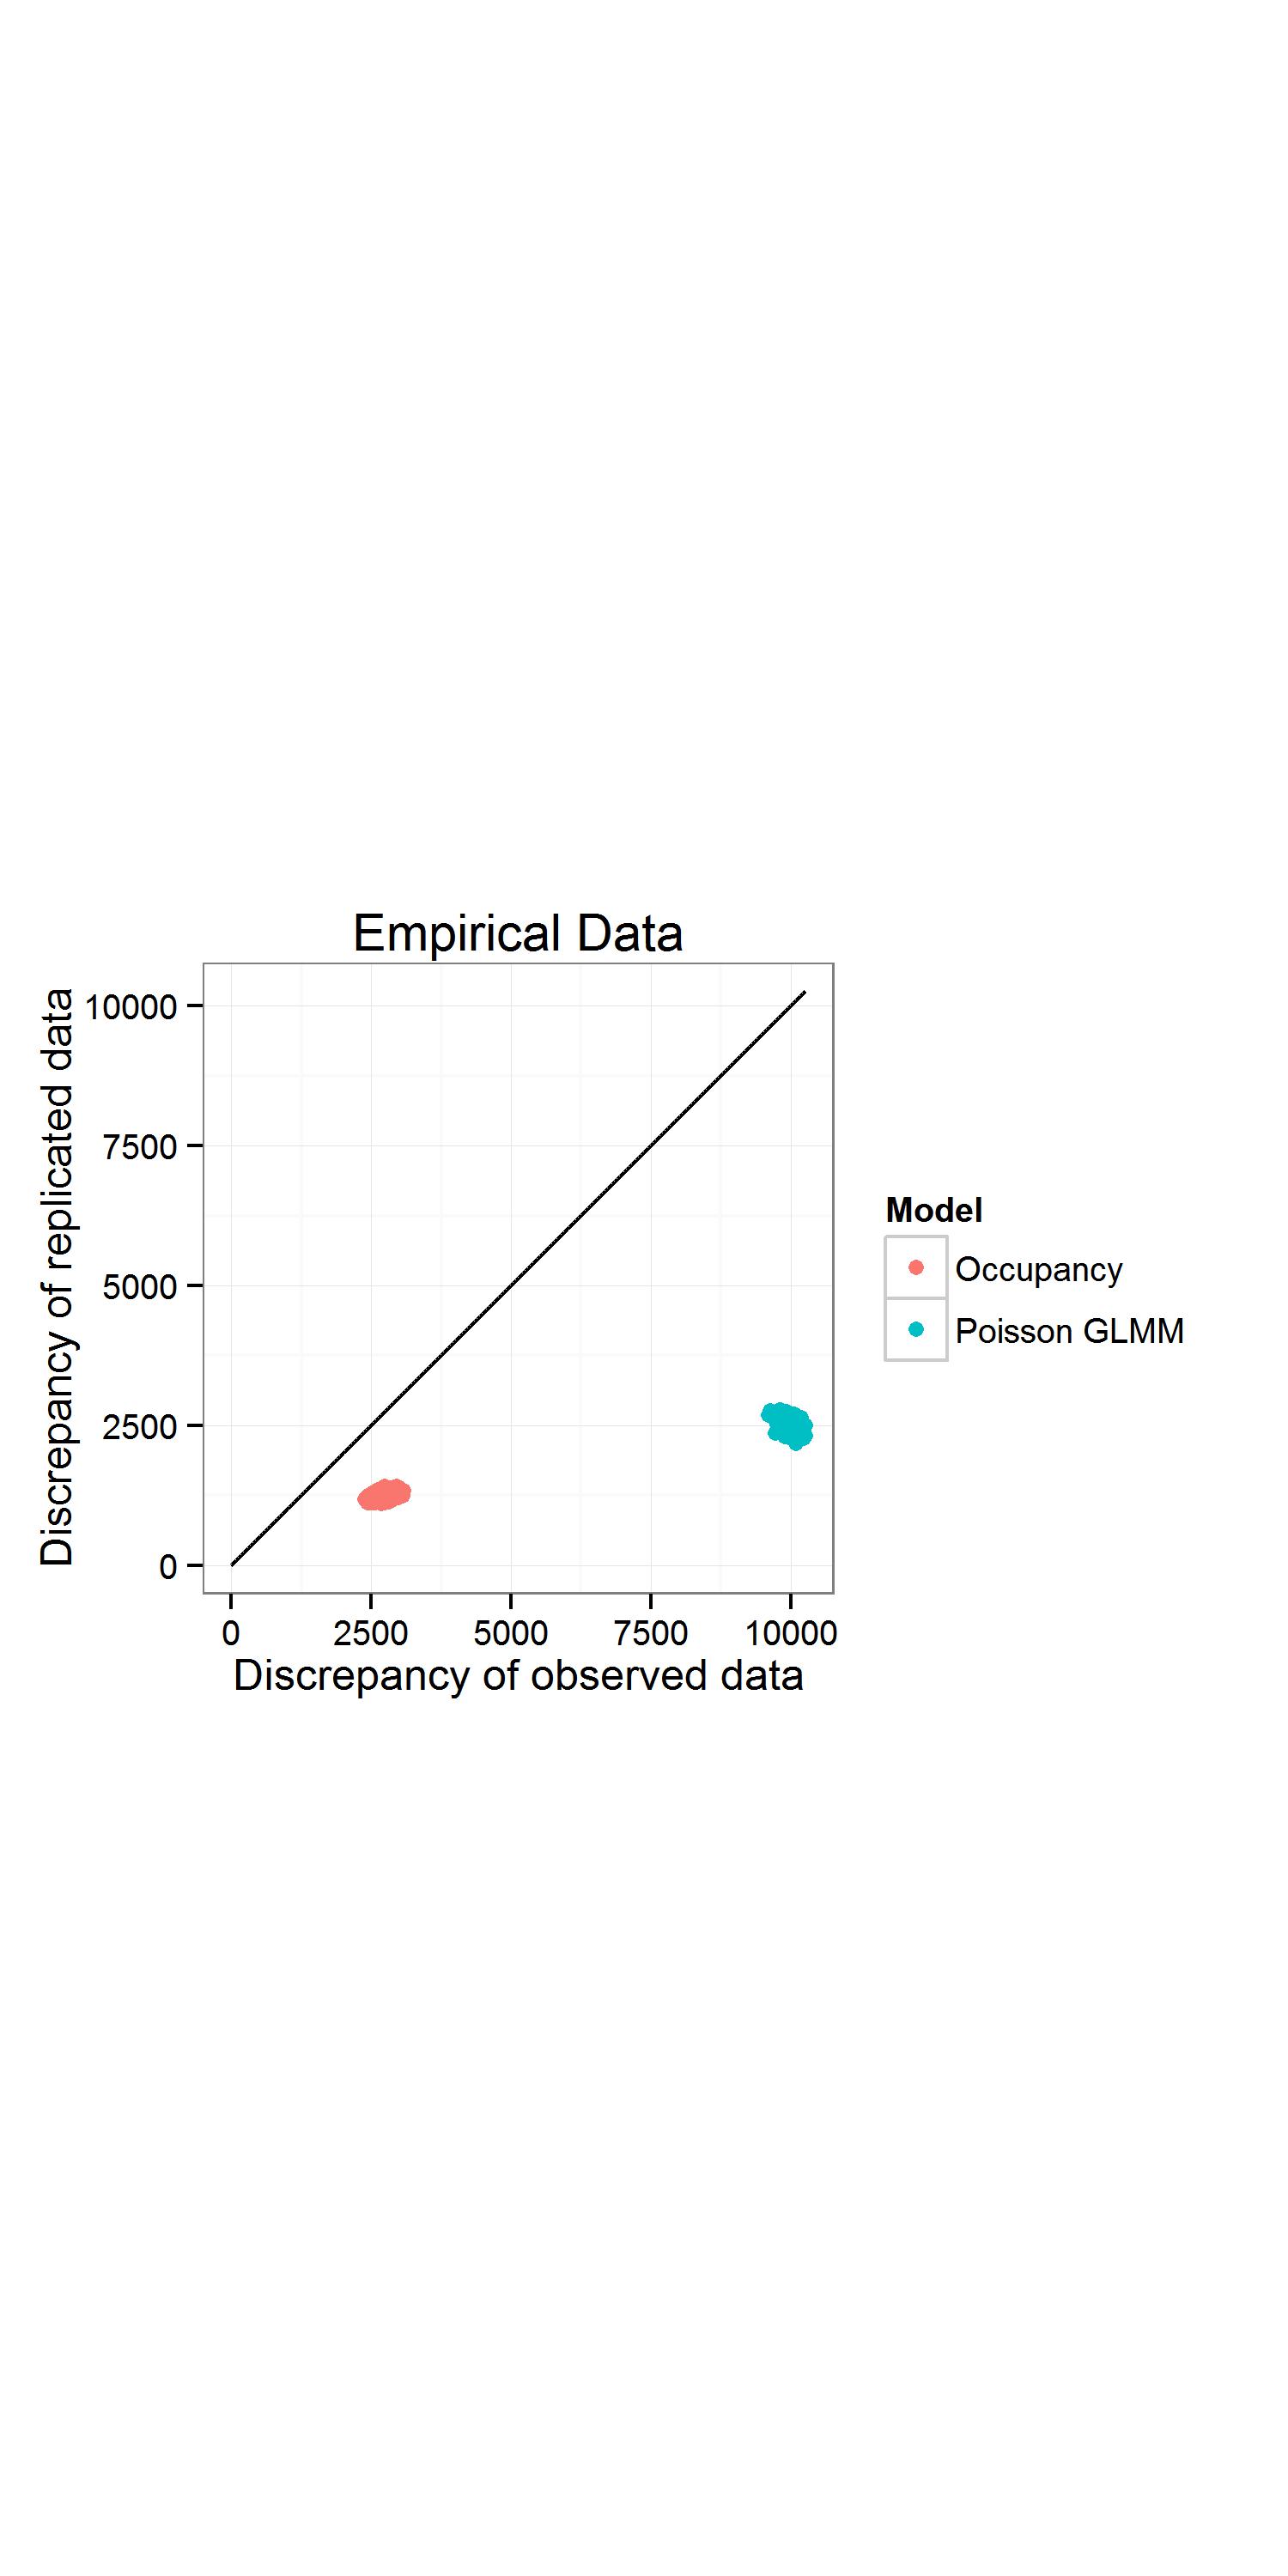 Empirical Data
Discrepancy of replicated data
10000
7500
5000
2500
0
0 2500 5000 7500 10000
Discrepancy of observed data
Model
Occupancy
Poisson GLMM